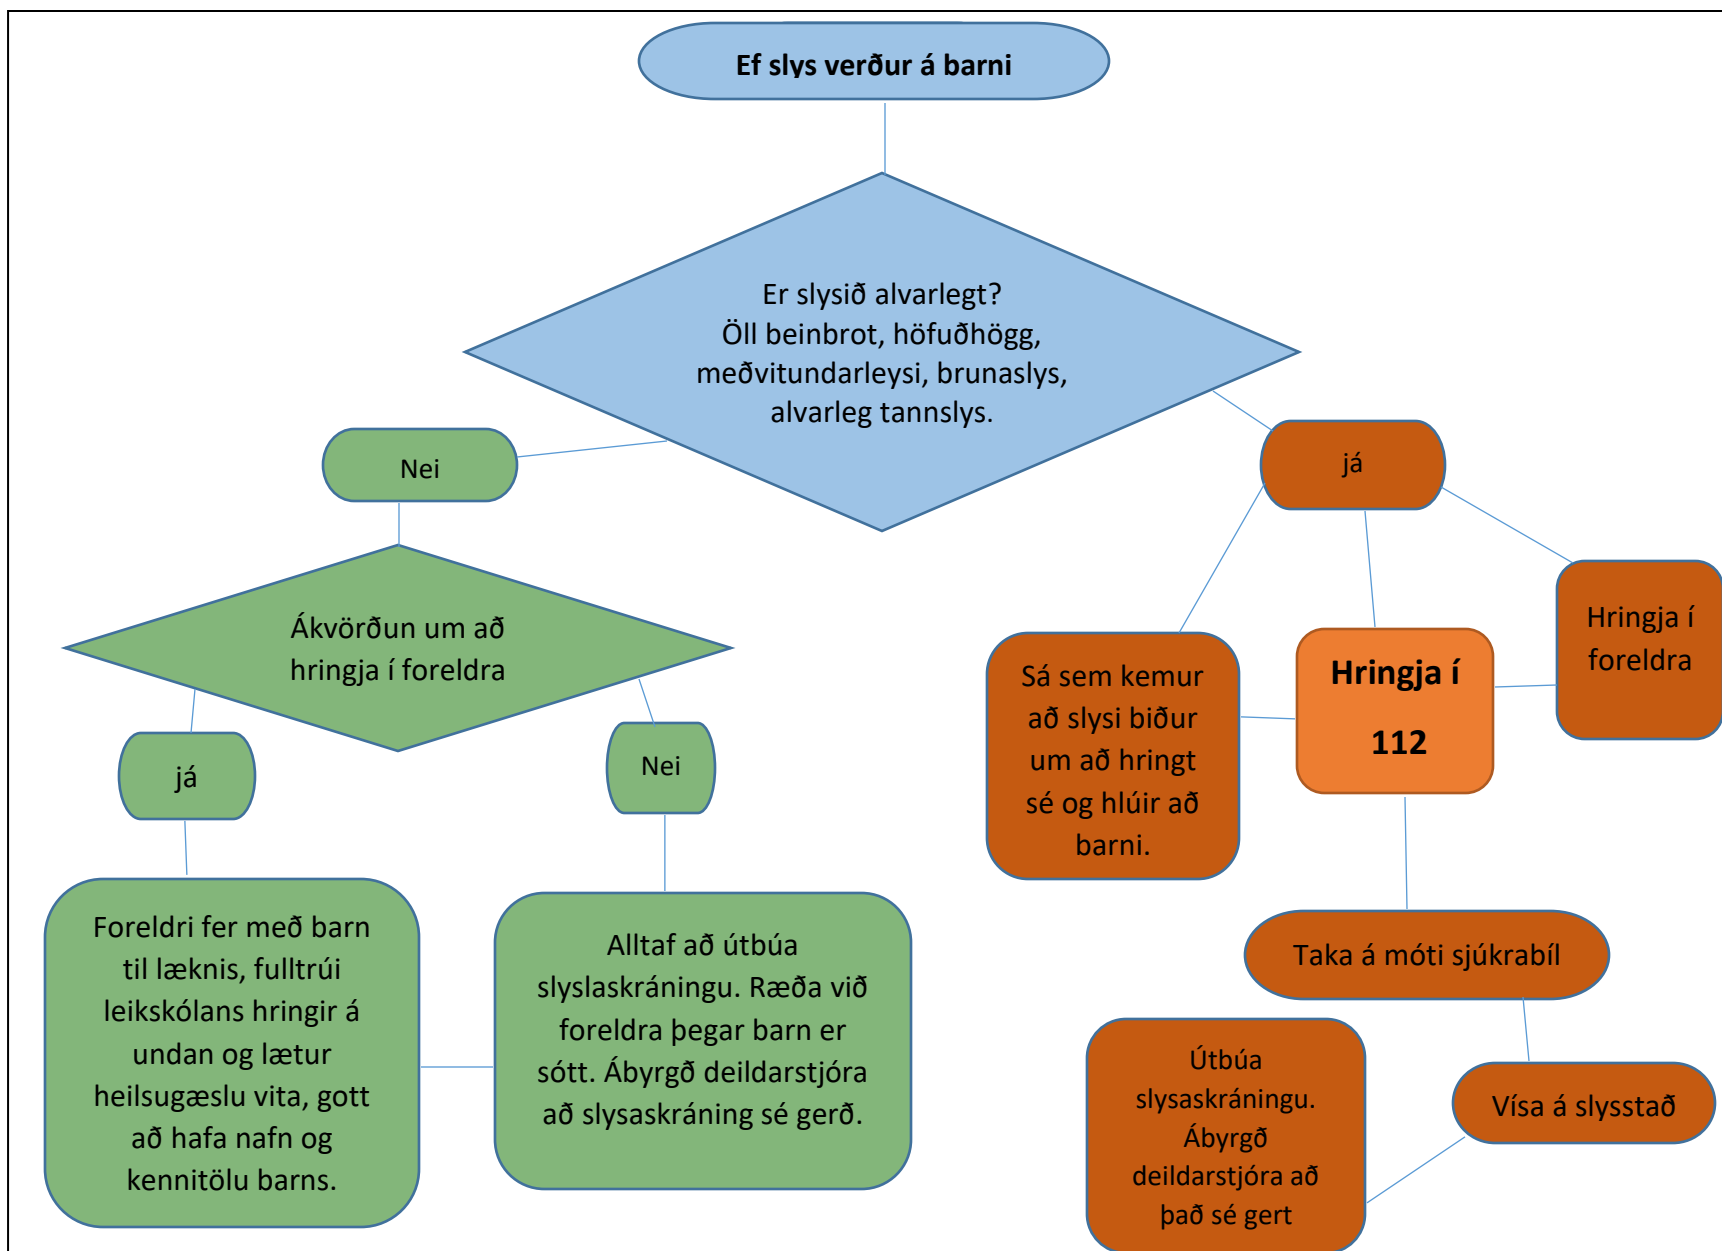 Ef slys verður á barni
Er slysið alvarlegt?
Öll beinbrot, höfuðhögg,
meðvitundarleysi, brunaslys,
alvarleg tannslys.
Nei
já
Ákvörðun um að
hringja í foreldra
já
Nei
Foreldri fer með barn
til læknis, fulltrúi
leikskólans hringir á
undan og lætur
heilsugæslu vita, gott
að hafa nafn og
kennitölu barns.
Alltaf að útbúa
slyslaskráningu. Ræða við
foreldra þegar barn er
sótt. Ábyrgð deildarstjóra
að slysaskráning sé gerð.
Sá sem kemur
að slysi biður
um að hringt
sé og hlúir að
barni.
Hringja í
112
Hringja í
foreldra
Taka á móti sjúkrabíl
Vísa á slysstað
Útbúa
slysaskráningu.
Ábyrgð
deildarstjóra að
það sé gert